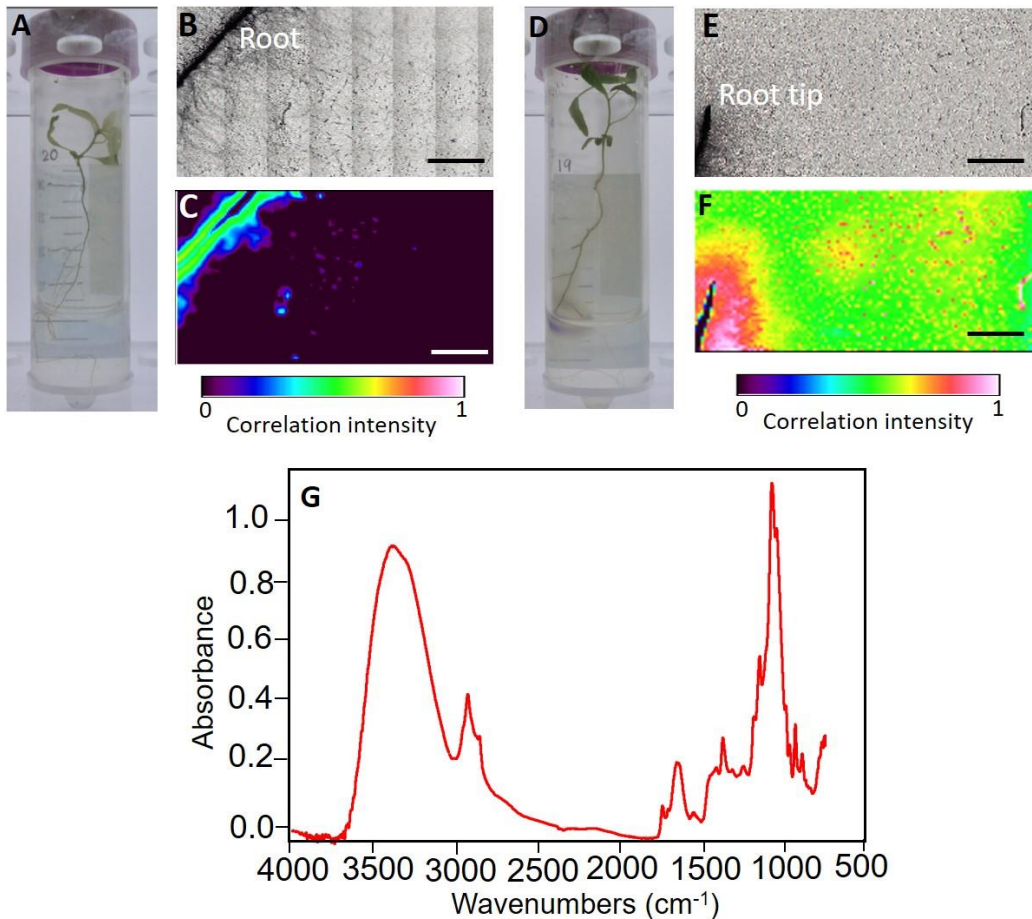 A
B
Root
20
C
0
1
Correlation intensity
D
19
E
Root tip
F
0
1
Correlation intensity
G
1.0
0.8
0.6
0.4
0.2
0.0
Absorbance
4000 3500 3000 2500 2000 1500 1000 500
Wavenumbers (cm⁻¹)